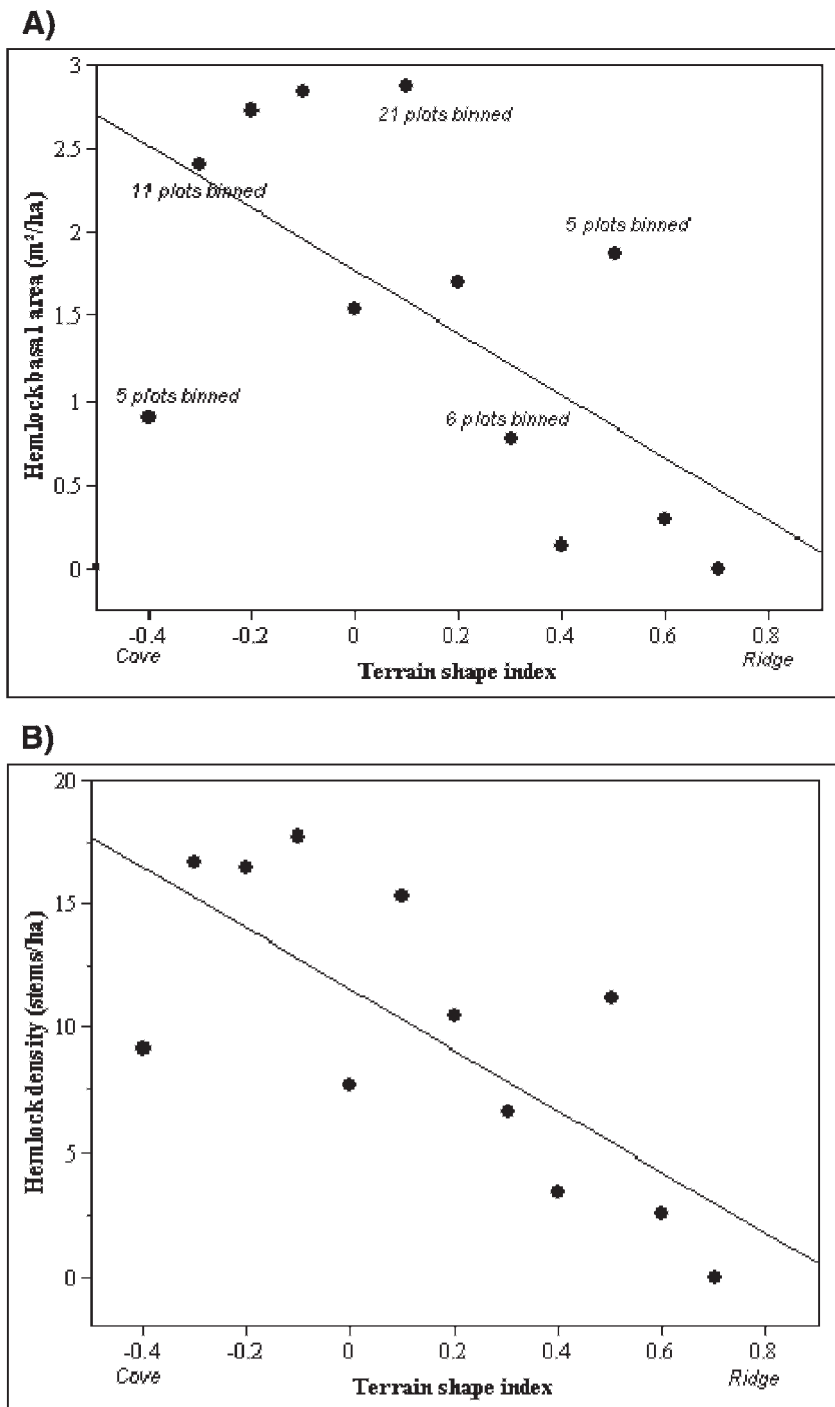 A)
3
21 plots binned
2.5
11 plots binned
2
5 plots binned
1.5
5 plots binned
1
6 plots binned
0.5
0
Hemlock basal area (m²/ha)
-0.4 -0.2 0 0.2 0.4 0.6 0.8
Cove Ridge
Terrain shape index
B)
20
15
10
5
0
Hemlock density (stems/ha)
-0.4 -0.2 0 0.2 0.4 0.6 0.8
Cove Ridge
Terrain shape index